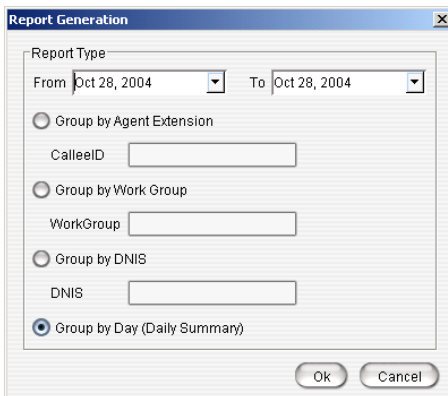 Report Generation
Report Type
From Oct 28, 2004 To Oct 28, 2004
Group by Agent Extension
CalleeID
Group by Work Group
WorkGroup
Group by DNIS
DNIS
Group by Day (Daily Summary)
Ok Cancel